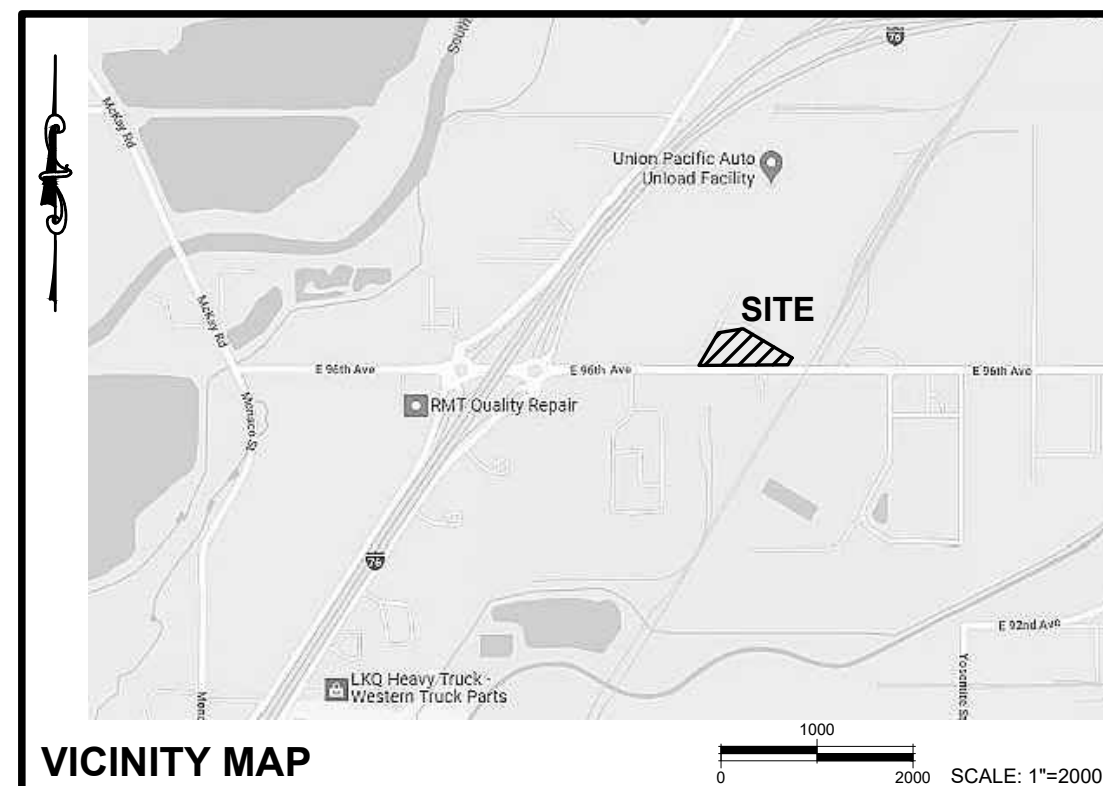 South
76
McKay Rd
Union Pacific Auto
Unload Facility
McKay Rd
SITE
E 96th Ave
E 96th Ave
E 96th Ave
RMT Quality Repair
Monaco St
76
E 92nd Ave
Yosemite St
LKQ Heavy Truck -
Western Truck Parts
Mona
VICINITY MAP
1000
0
2000
SCALE: 1"=2000